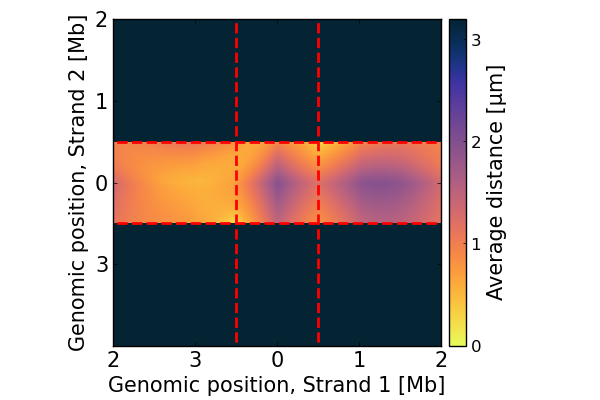 2
1
0
3
Genomic position, Strand 2 [Mb]
2 3 0 1 2
Genomic position, Strand 1 [Mb]
3
2
1
0
Average distance [μm]